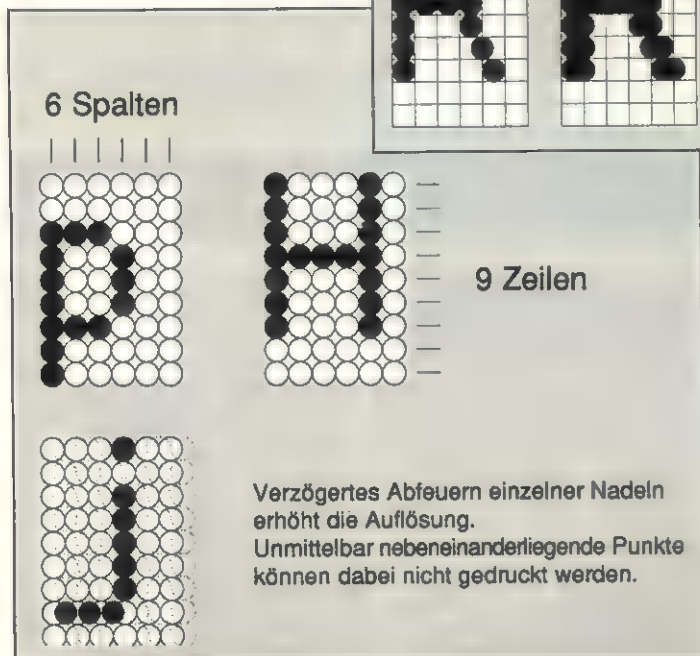 6 Spalten
9 Zeilen
Verzögertes Abfeuern einzelner Nadeln
erhöht die Auflösung.
Unmittelbar nebeneinanderliegende Punkte
können dabei nicht gedruckt werden.